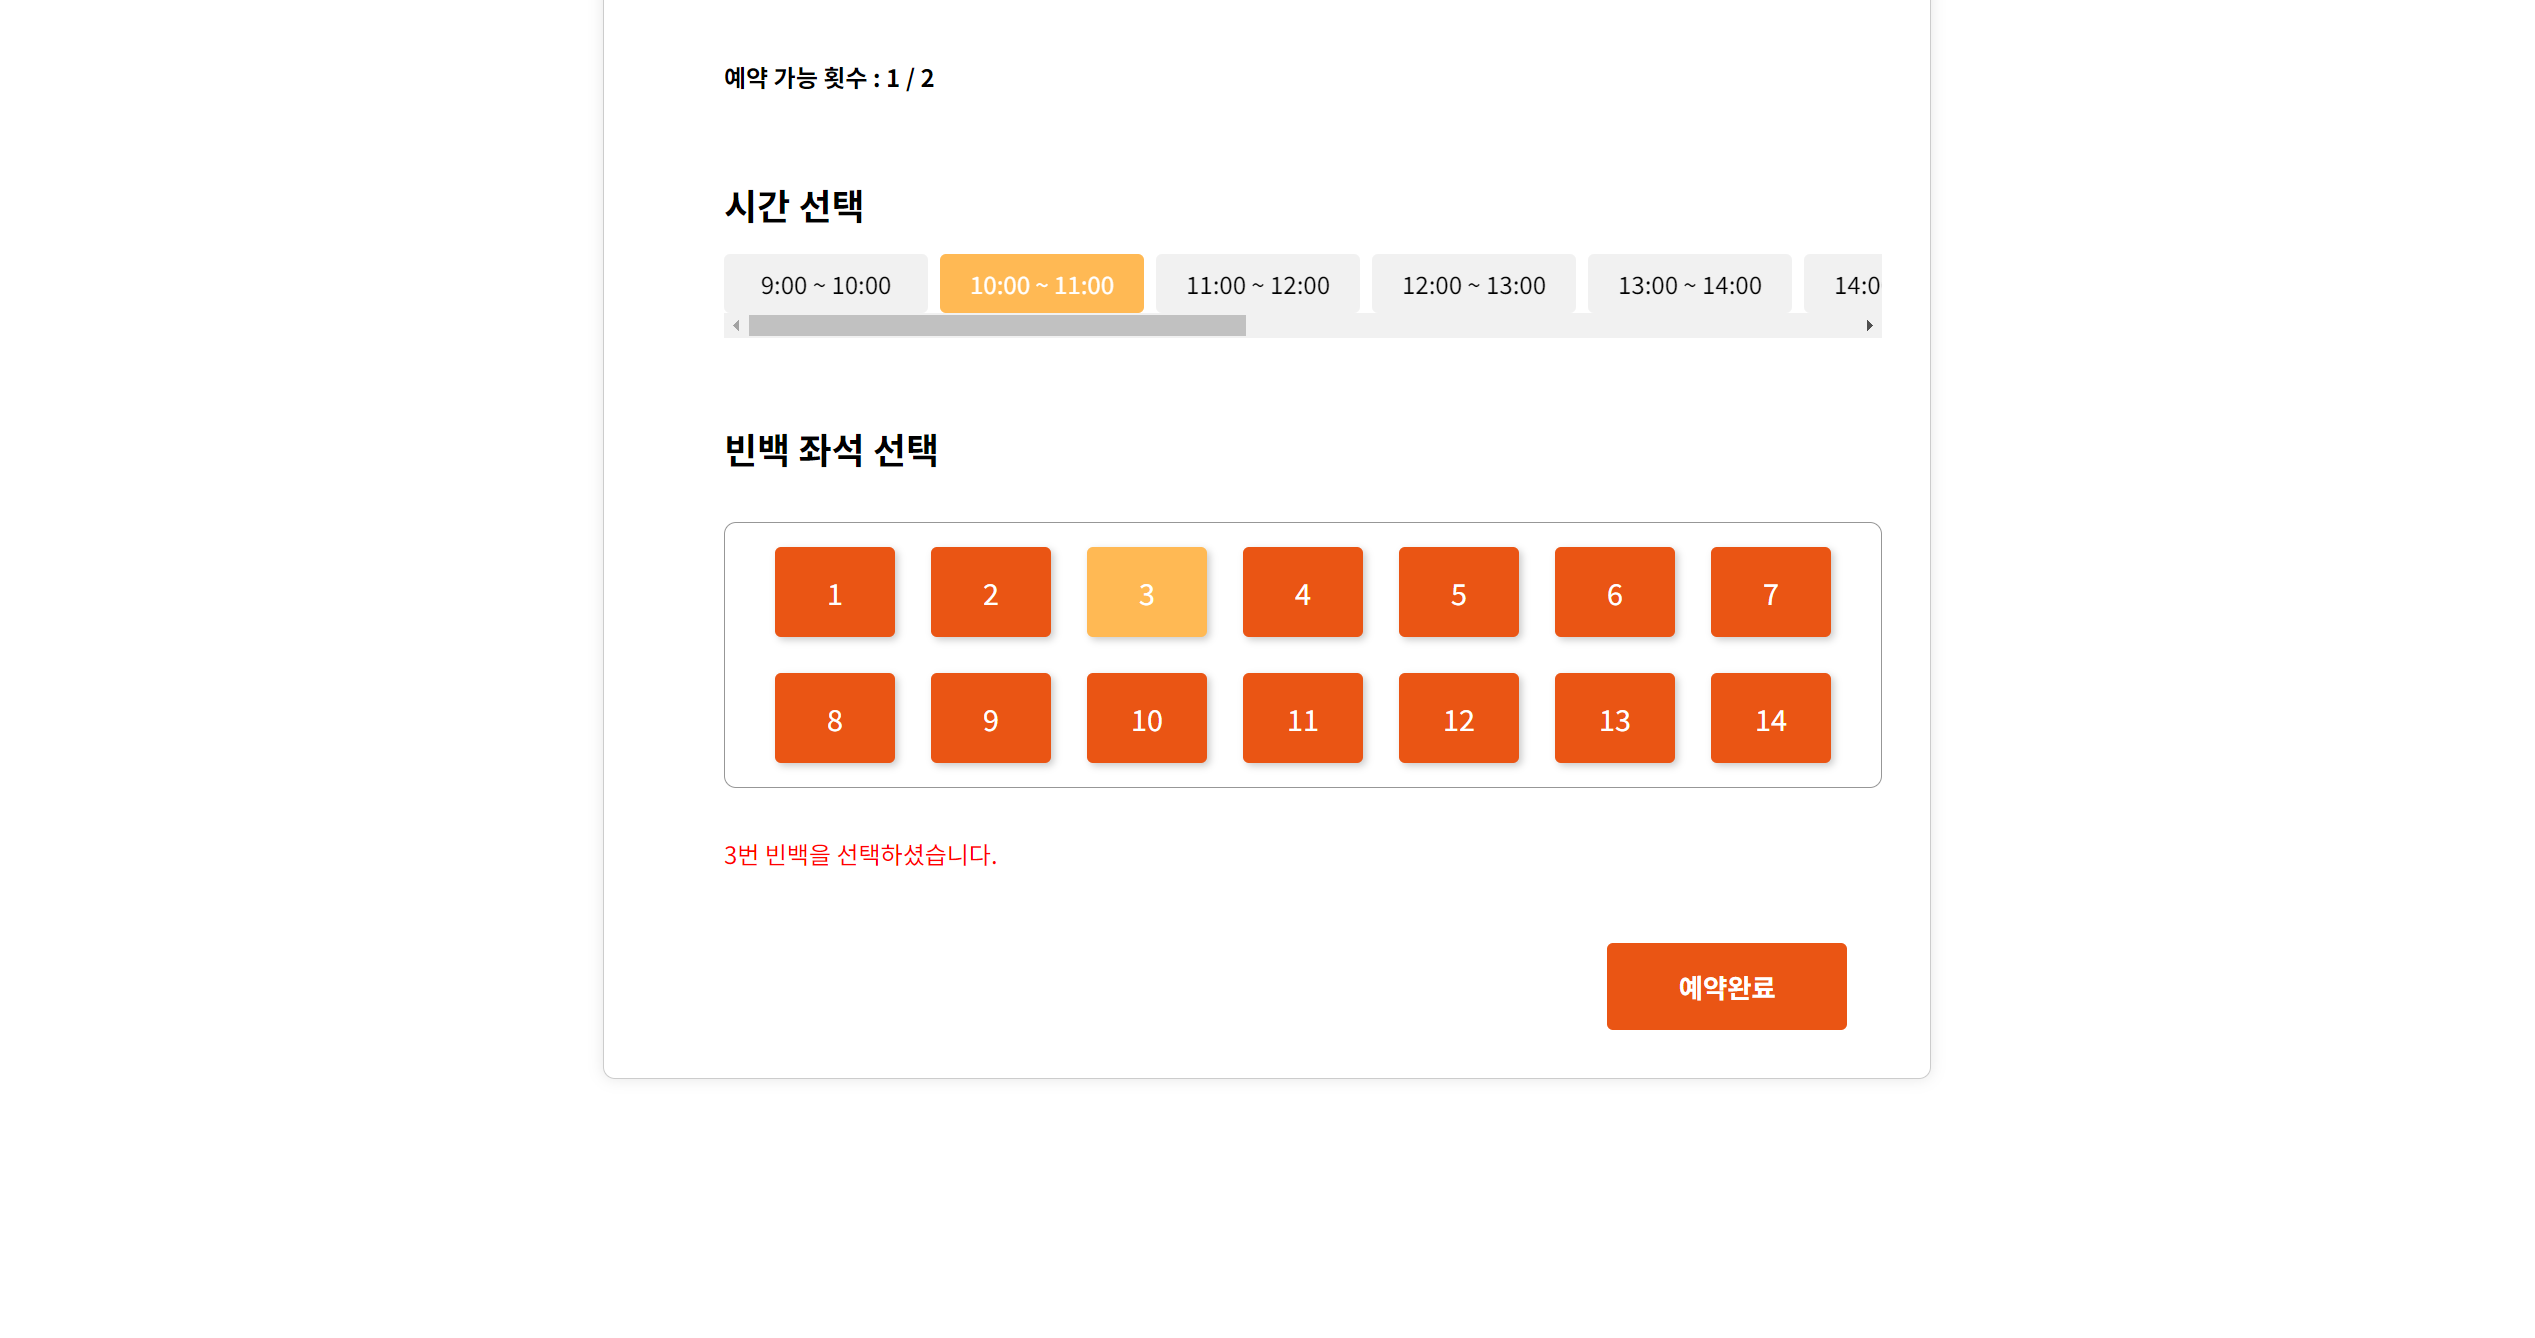 예약 가능 횟수 : 1 / 2
시간 선택
9:00 ~ 10:00 10:00 ~ 11:00 11:00 ~ 12:00 12:00 ~ 13:00 13:00 ~ 14:00 14:0
빈백 좌석 선택
1 2 3 4 5 6 7
8 9 10 11 12 13 14
3번 빈백을 선택하셨습니다.
예약완료